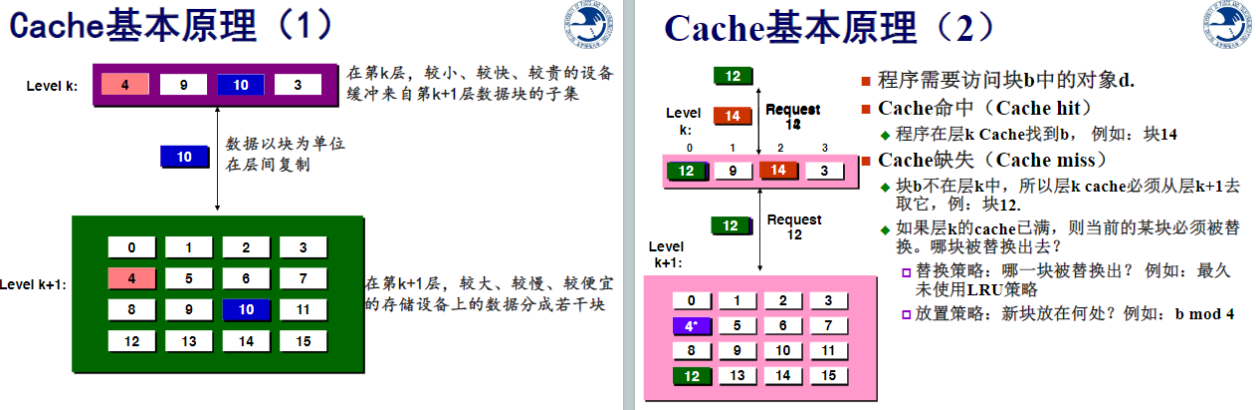 Cache基本原理（1）
Level k:
4 9 10 3
在第k层，较小、较快、较贵的设备
缓冲来自第k+1层数据块的子集
10
数据以块为单位
在层间复制
Level k+1:
0 1 2 3
4 5 6 7
8 9 10 11
12 13 14 15
在第k+1层，较大、较慢、较便宜
的存储设备上的数据分成若干块
Cache基本原理（2）
12
14
Request
Level
k:
0 1 2 3
12 9 14 3
12
Request
12
Level
k+1:
0 1 2 3
4* 5 6 7
8 9 10 11
12 13 14 15
程序需要访问块b中的对象d.
Cache命中（Cache hit）
程序在层k Cache找到b， 例如：块14
Cache缺失（Cache miss）
块b不在层k中，所以层k cache必须从层k+1去
取它，例：块12.
如果层k的cache已满，则当前的某块必须被替
换。哪块被替换出去？
替换策略：哪一块被替换出？ 例如：最久
未使用LRU策略
放置策略：新块放在何处？例如：b mod 4